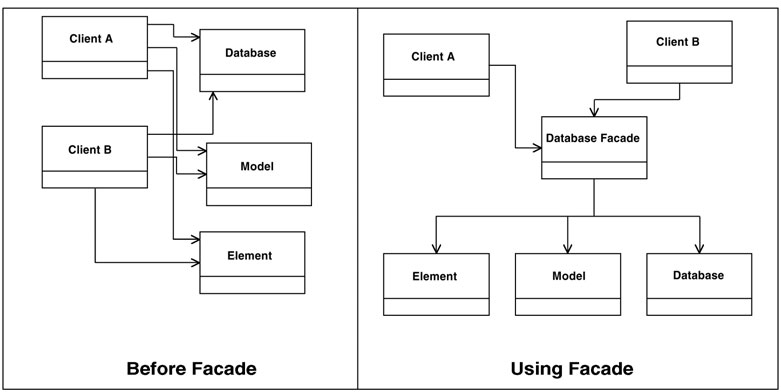 Client A
Database
Client B
Model
Element
Before Facade
Client A
Client B
Database Facade
Element
Model
Database
Using Facade